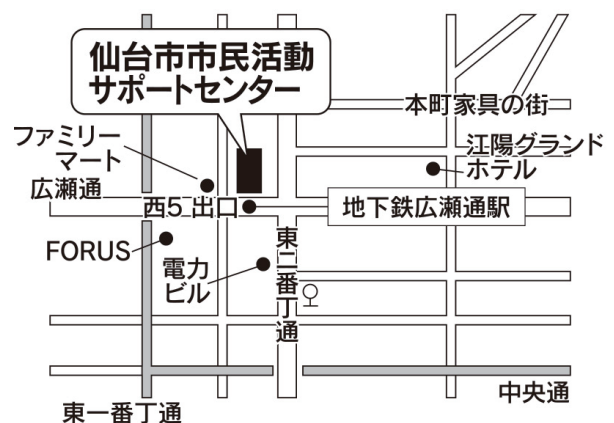 仙台市市民活動
サポートセンター
本町家具の街
ファミリー
マート
江陽グランド
ホテル
広瀬通
西5 出口
地下鉄広瀬通駅
FORUS
電力
ビル
東二番丁通
中央通
東一番丁通